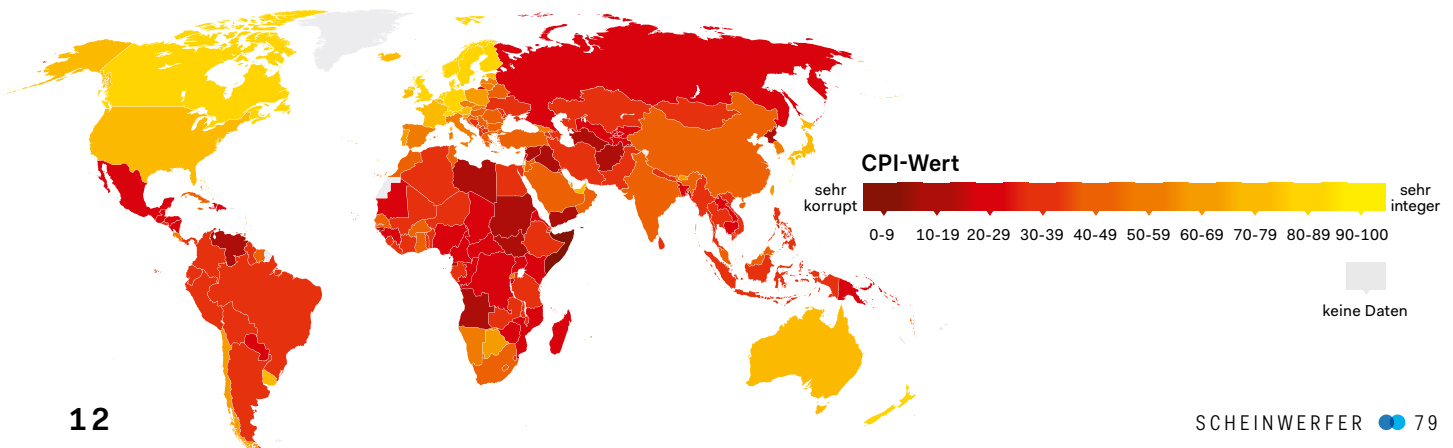 CPI-Wert
sehr
korrupt
sehr
integer
0-9 10-19 20-29 30-39 40-49 50-59 60-69 70-79 80-89 90-100
keine Daten
12
SCHEINWERFER 79